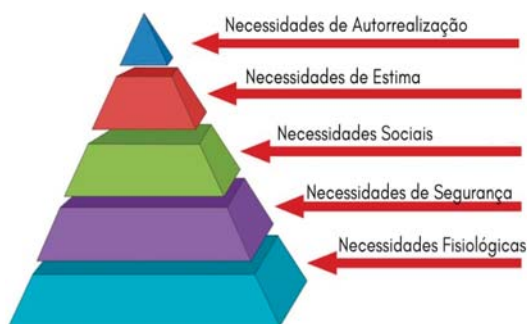 Necessidades de Autorrealização
Necessidades de Estima
Necessidades Sociais
Necessidades de Segurança
Necessidades Fisiológicas